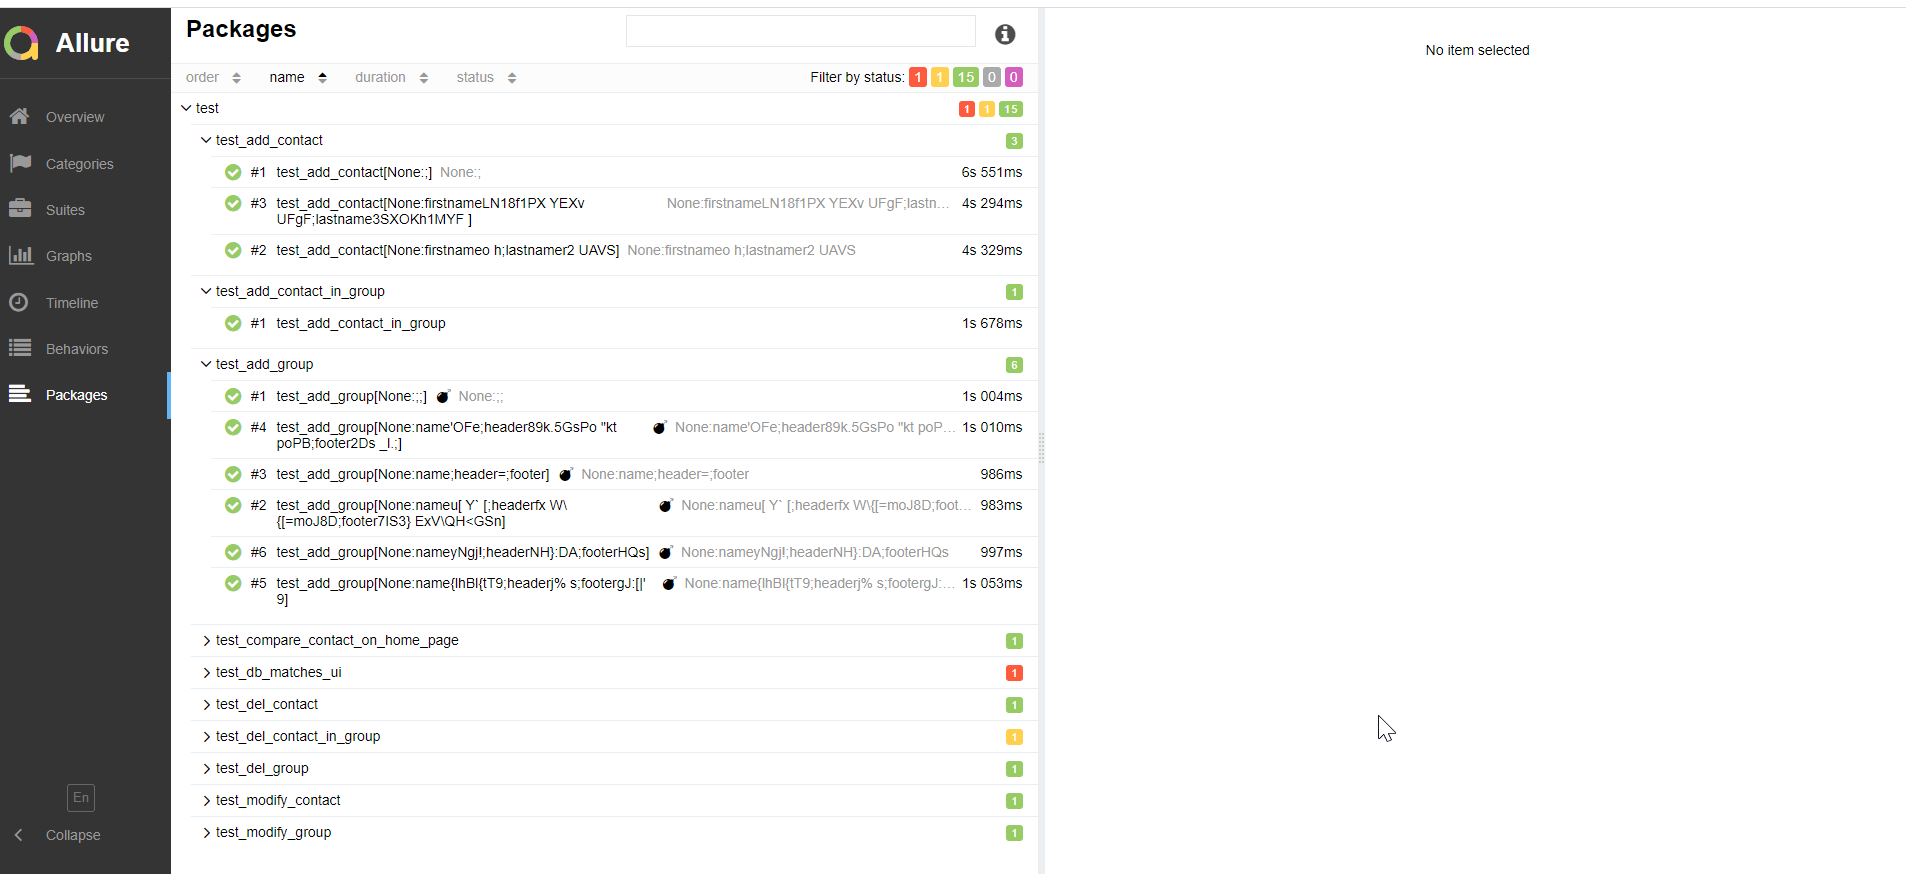 Allure
Overview
Categories
Suites
Graphs
Timeline
Behaviors
Packages
En
Collapse
Packages
order name duration status Filter by status: 1 1 15 0 0
test 1 1 15
test_add_contact 3
#1 test_add_contact[None:;] None:; 6s 551ms
#3 test_add_contact[None:firstnameLN18f1PX YEXv None:firstnameLN18f1PX YEXv UFgF;lastn… 4s 294ms
UFgF;lastname3SXOKh1MYF ]
#2 test_add_contact[None:firstnameo h;lastnamer2 UAVS] None:firstnameo h;lastnamer2 UAVS 4s 329ms
test_add_contact_in_group 1
#1 test_add_contact_in_group 1s 678ms
test_add_group 6
#1 test_add_group[None:;;] None:;; 1s 004ms
#4 test_add_group[None:name'OFe;header89k.5GsPo "kt None:name'OFe;header89k.5GsPo "kt poP… 1s 010ms
poPB;footer2Ds _I.;]
#3 test_add_group[None:name;header=;footer] None:name;header=;footer 986ms
#2 test_add_group[None:nameu[ Y` [;headerfx W\ None:nameu[ Y` [;headerfx W\{[=moJ8D;foot… 983ms
{[=moJ8D;footer7IS3} ExV\QH<GSn]
#6 test_add_group[None:nameyNgj!;headerNH}:DA;footerHQs] None:nameyNgj!;headerNH}:DA;footerHQs 997ms
#5 test_add_group[None:name{IhBI{tT9;headerj% s;footergJ:[|' None:name{IhBI{tT9;headerj% s;footergJ:… 1s 053ms
9]
test_compare_contact_on_home_page 1
test_db_matches_ui 1
test_del_contact 1
test_del_contact_in_group 1
test_del_group 1
test_modify_contact 1
test_modify_group 1
No item selected